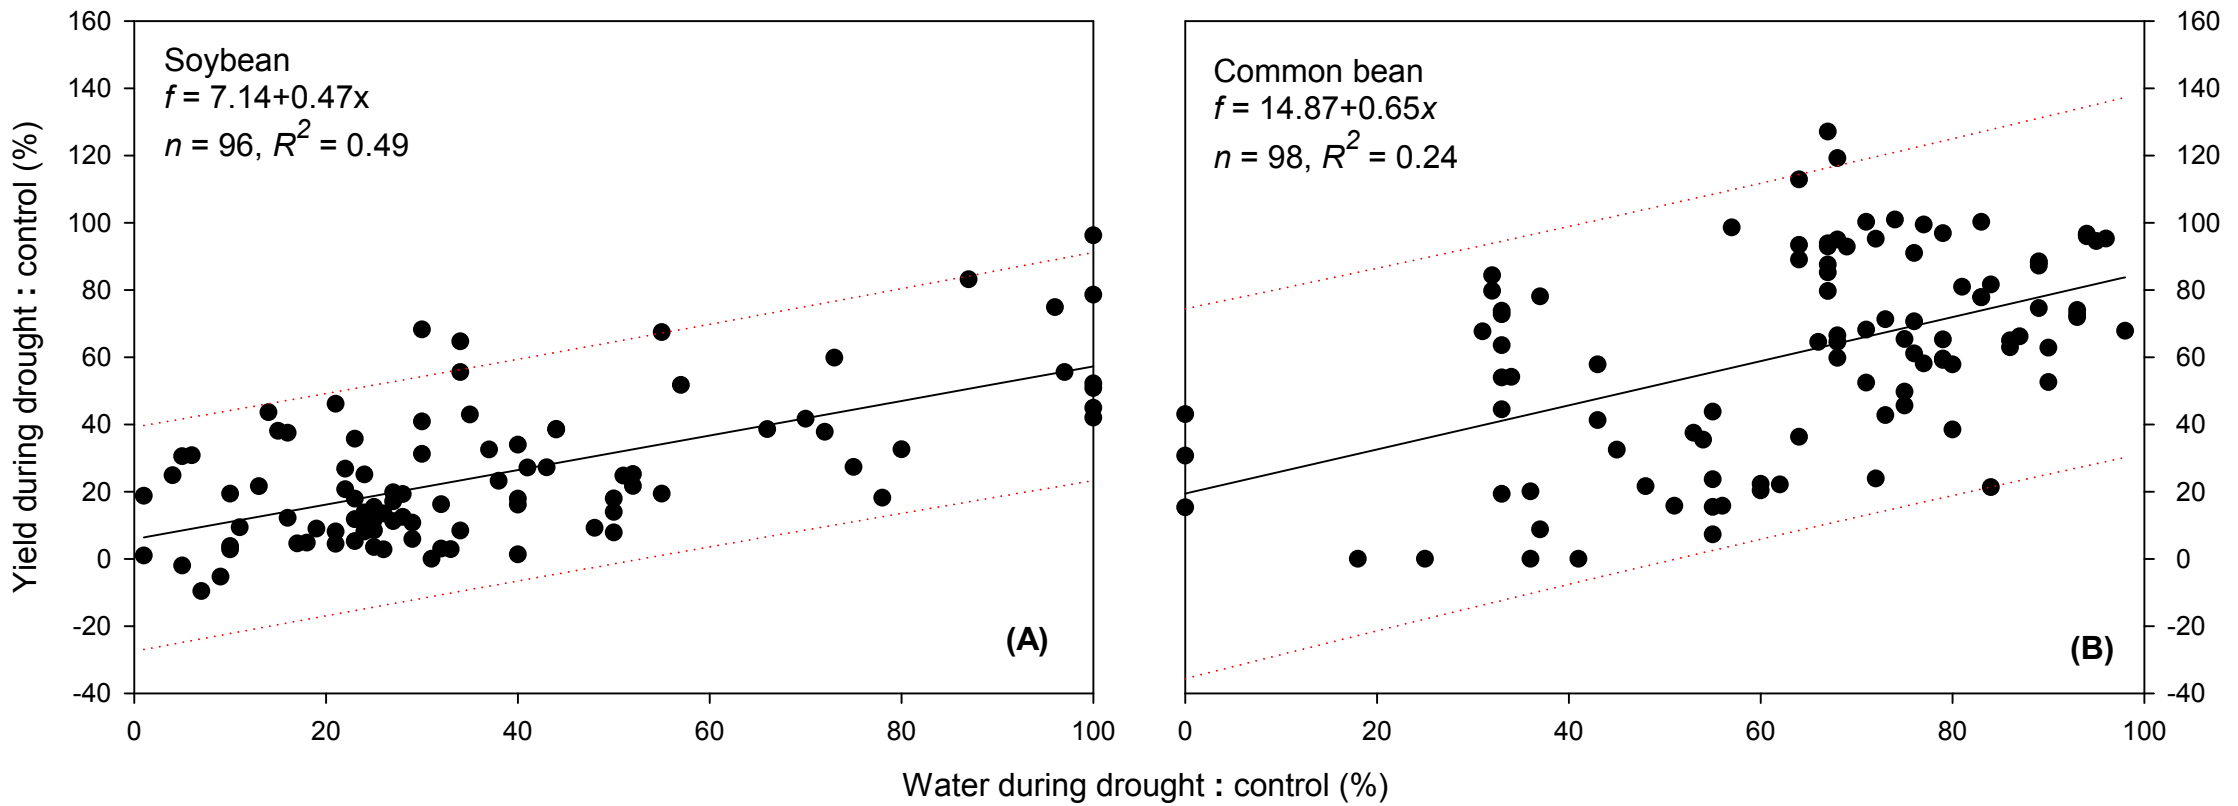 Soybean
f = 7.14+0.47x
n = 96, R² = 0.49
(A)
Common bean
f = 14.87+0.65x
n = 98, R² = 0.24
(B)
Yield during drought : control (%)
160
140
120
100
80
60
40
20
0
-20
-40
0 20 40 60 80 100
0 20 40 60 80 100
160
140
120
100
80
60
40
20
0
-20
-40
Water during drought : control (%)